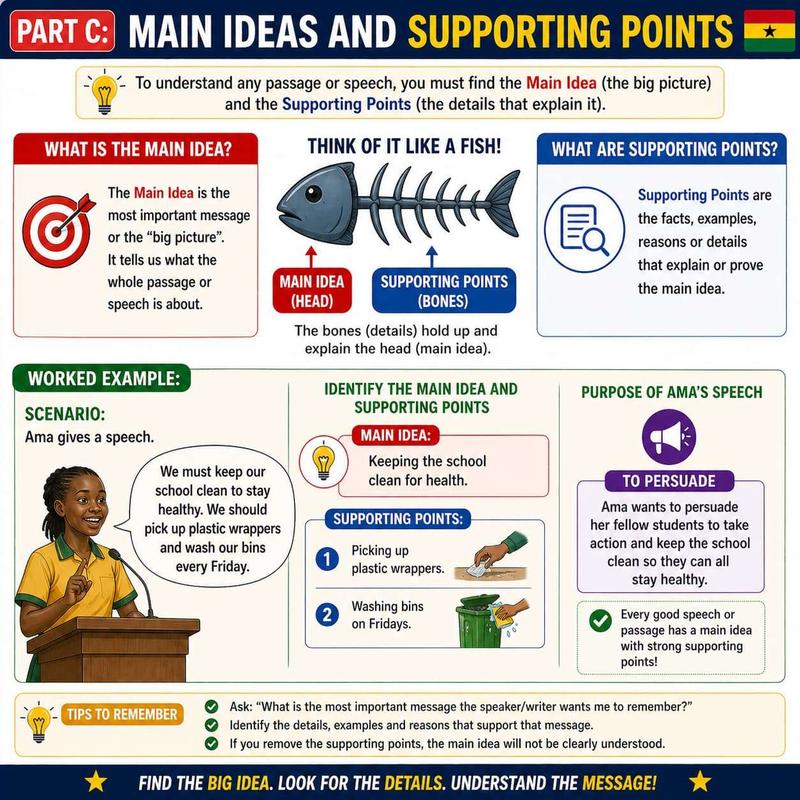 PART C: MAIN IDEAS AND SUPPORTING POINTS
To understand any passage or speech, you must find the Main Idea (the big picture)
and the Supporting Points (the details that explain it).
WHAT IS THE MAIN IDEA?
The Main Idea is the
most important message
or the “big picture”.
It tells us what the
whole passage or
speech is about.
THINK OF IT LIKE A FISH!
MAIN IDEA
(HEAD)
SUPPORTING POINTS
(BONES)
The bones (details) hold up and
explain the head (main idea).
WHAT ARE SUPPORTING POINTS?
Supporting Points are
the facts, examples,
reasons or details
that explain or prove
the main idea.
WORKED EXAMPLE:
SCENARIO:
Ama gives a speech.
We must keep our
school clean to stay
healthy. We should
pick up plastic wrappers
and wash our bins
every Friday.
IDENTIFY THE MAIN IDEA AND
SUPPORTING POINTS
MAIN IDEA:
Keeping the school
clean for health.
SUPPORTING POINTS:
1 Picking up
plastic wrappers.
2 Washing bins
on Fridays.
PURPOSE OF AMA’S SPEECH
TO PERSUADE
Ama wants to persuade
her fellow students to take
action and keep the school
clean so they can all
stay healthy.
Every good speech or
passage has a main idea
with strong supporting
points!
TIPS TO REMEMBER
Ask: “What is the most important message the speaker/writer wants me to remember?”
Identify the details, examples and reasons that support that message.
If you remove the supporting points, the main idea will not be clearly understood.
FIND THE BIG IDEA. LOOK FOR THE DETAILS. UNDERSTAND THE MESSAGE!